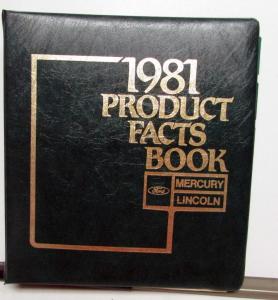 1981
PRODUCT
FACTS
BOOK
Ford
MERCURY
LINCOLN